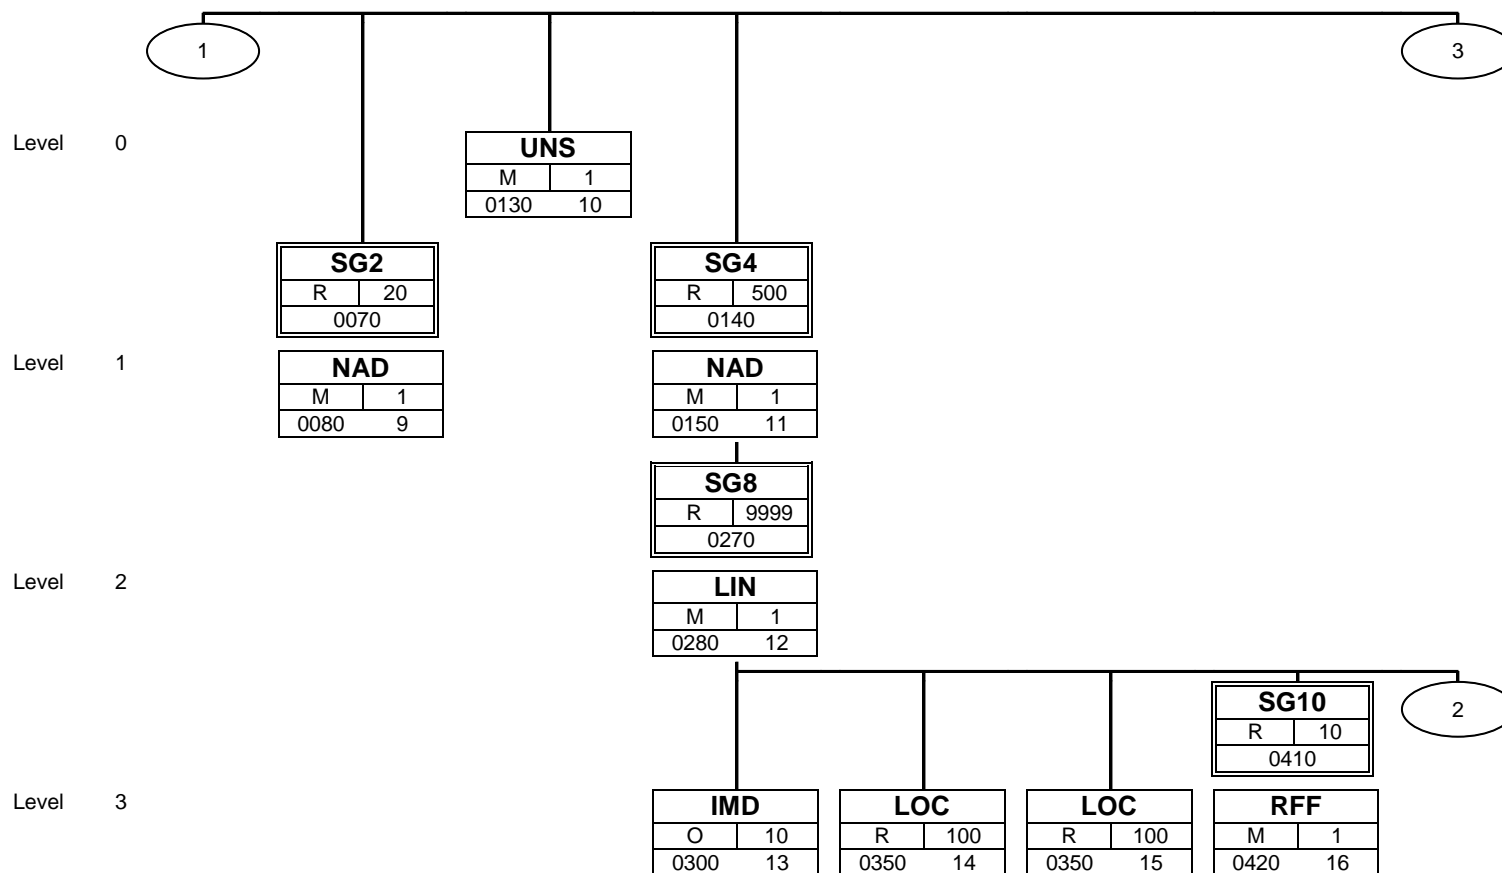 1
3
Level 0
UNS
M 1
0130 10
SG2
R 20
0070
SG4
R 500
0140
Level 1
NAD
M 1
0080 9
NAD
M 1
0150 11
SG8
R 9999
0270
Level 2
LIN
M 1
0280 12
SG10
R 10
0410
2
Level 3
IMD
O 10
0300 13
LOC
R 100
0350 14
LOC
R 100
0350 15
RFF
M 1
0420 16